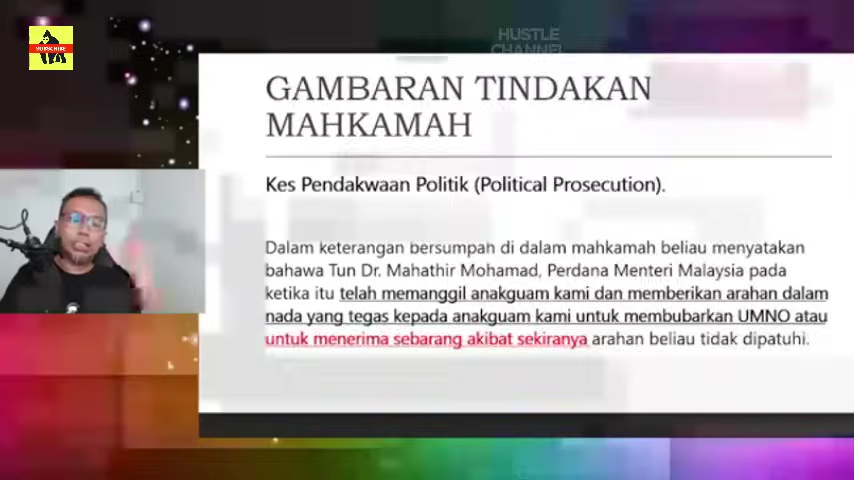 SUBSCRIBE
HUSTLE
CHANNEL
GAMBARAN TINDAKAN
MAHKAMAH
Kes Pendakwaan Politik (Political Prosecution).
Dalam keterangan bersumpah di dalam mahkamah beliau menyatakan
bahawa Tun Dr. Mahathir Mohamad, Perdana Menteri Malaysia pada
ketika itu telah memanggil anakguam kami dan memberikan arahan dalam
nada yang tegas kepada anakguam kami untuk membubarkan UMNO atau
untuk menerima sebarang akibat sekiranya arahan beliau tidak dipatuhi.